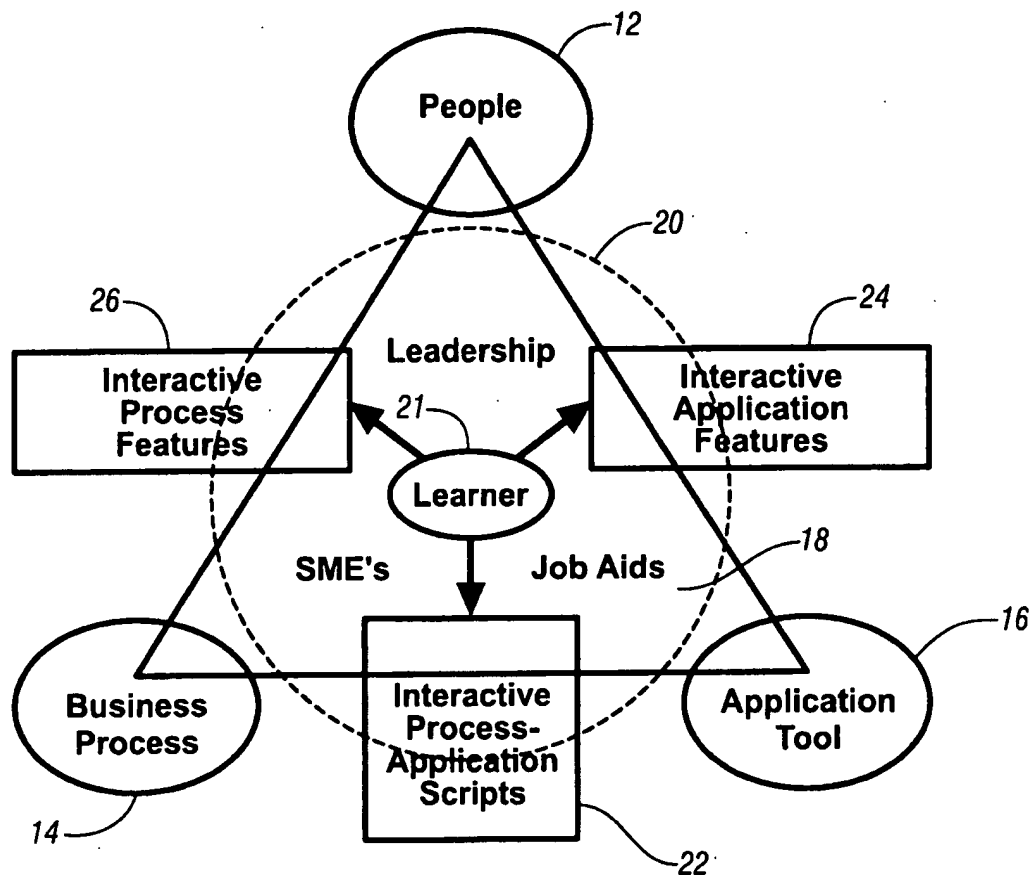 12
People
20
26
24
Leadership
Interactive
Process
Features
21
Interactive
Application
Features
Learner
SME's
Job Aids
18
16
Business
Process
Interactive
Process-
Application
Scripts
Application
Tool
14
22